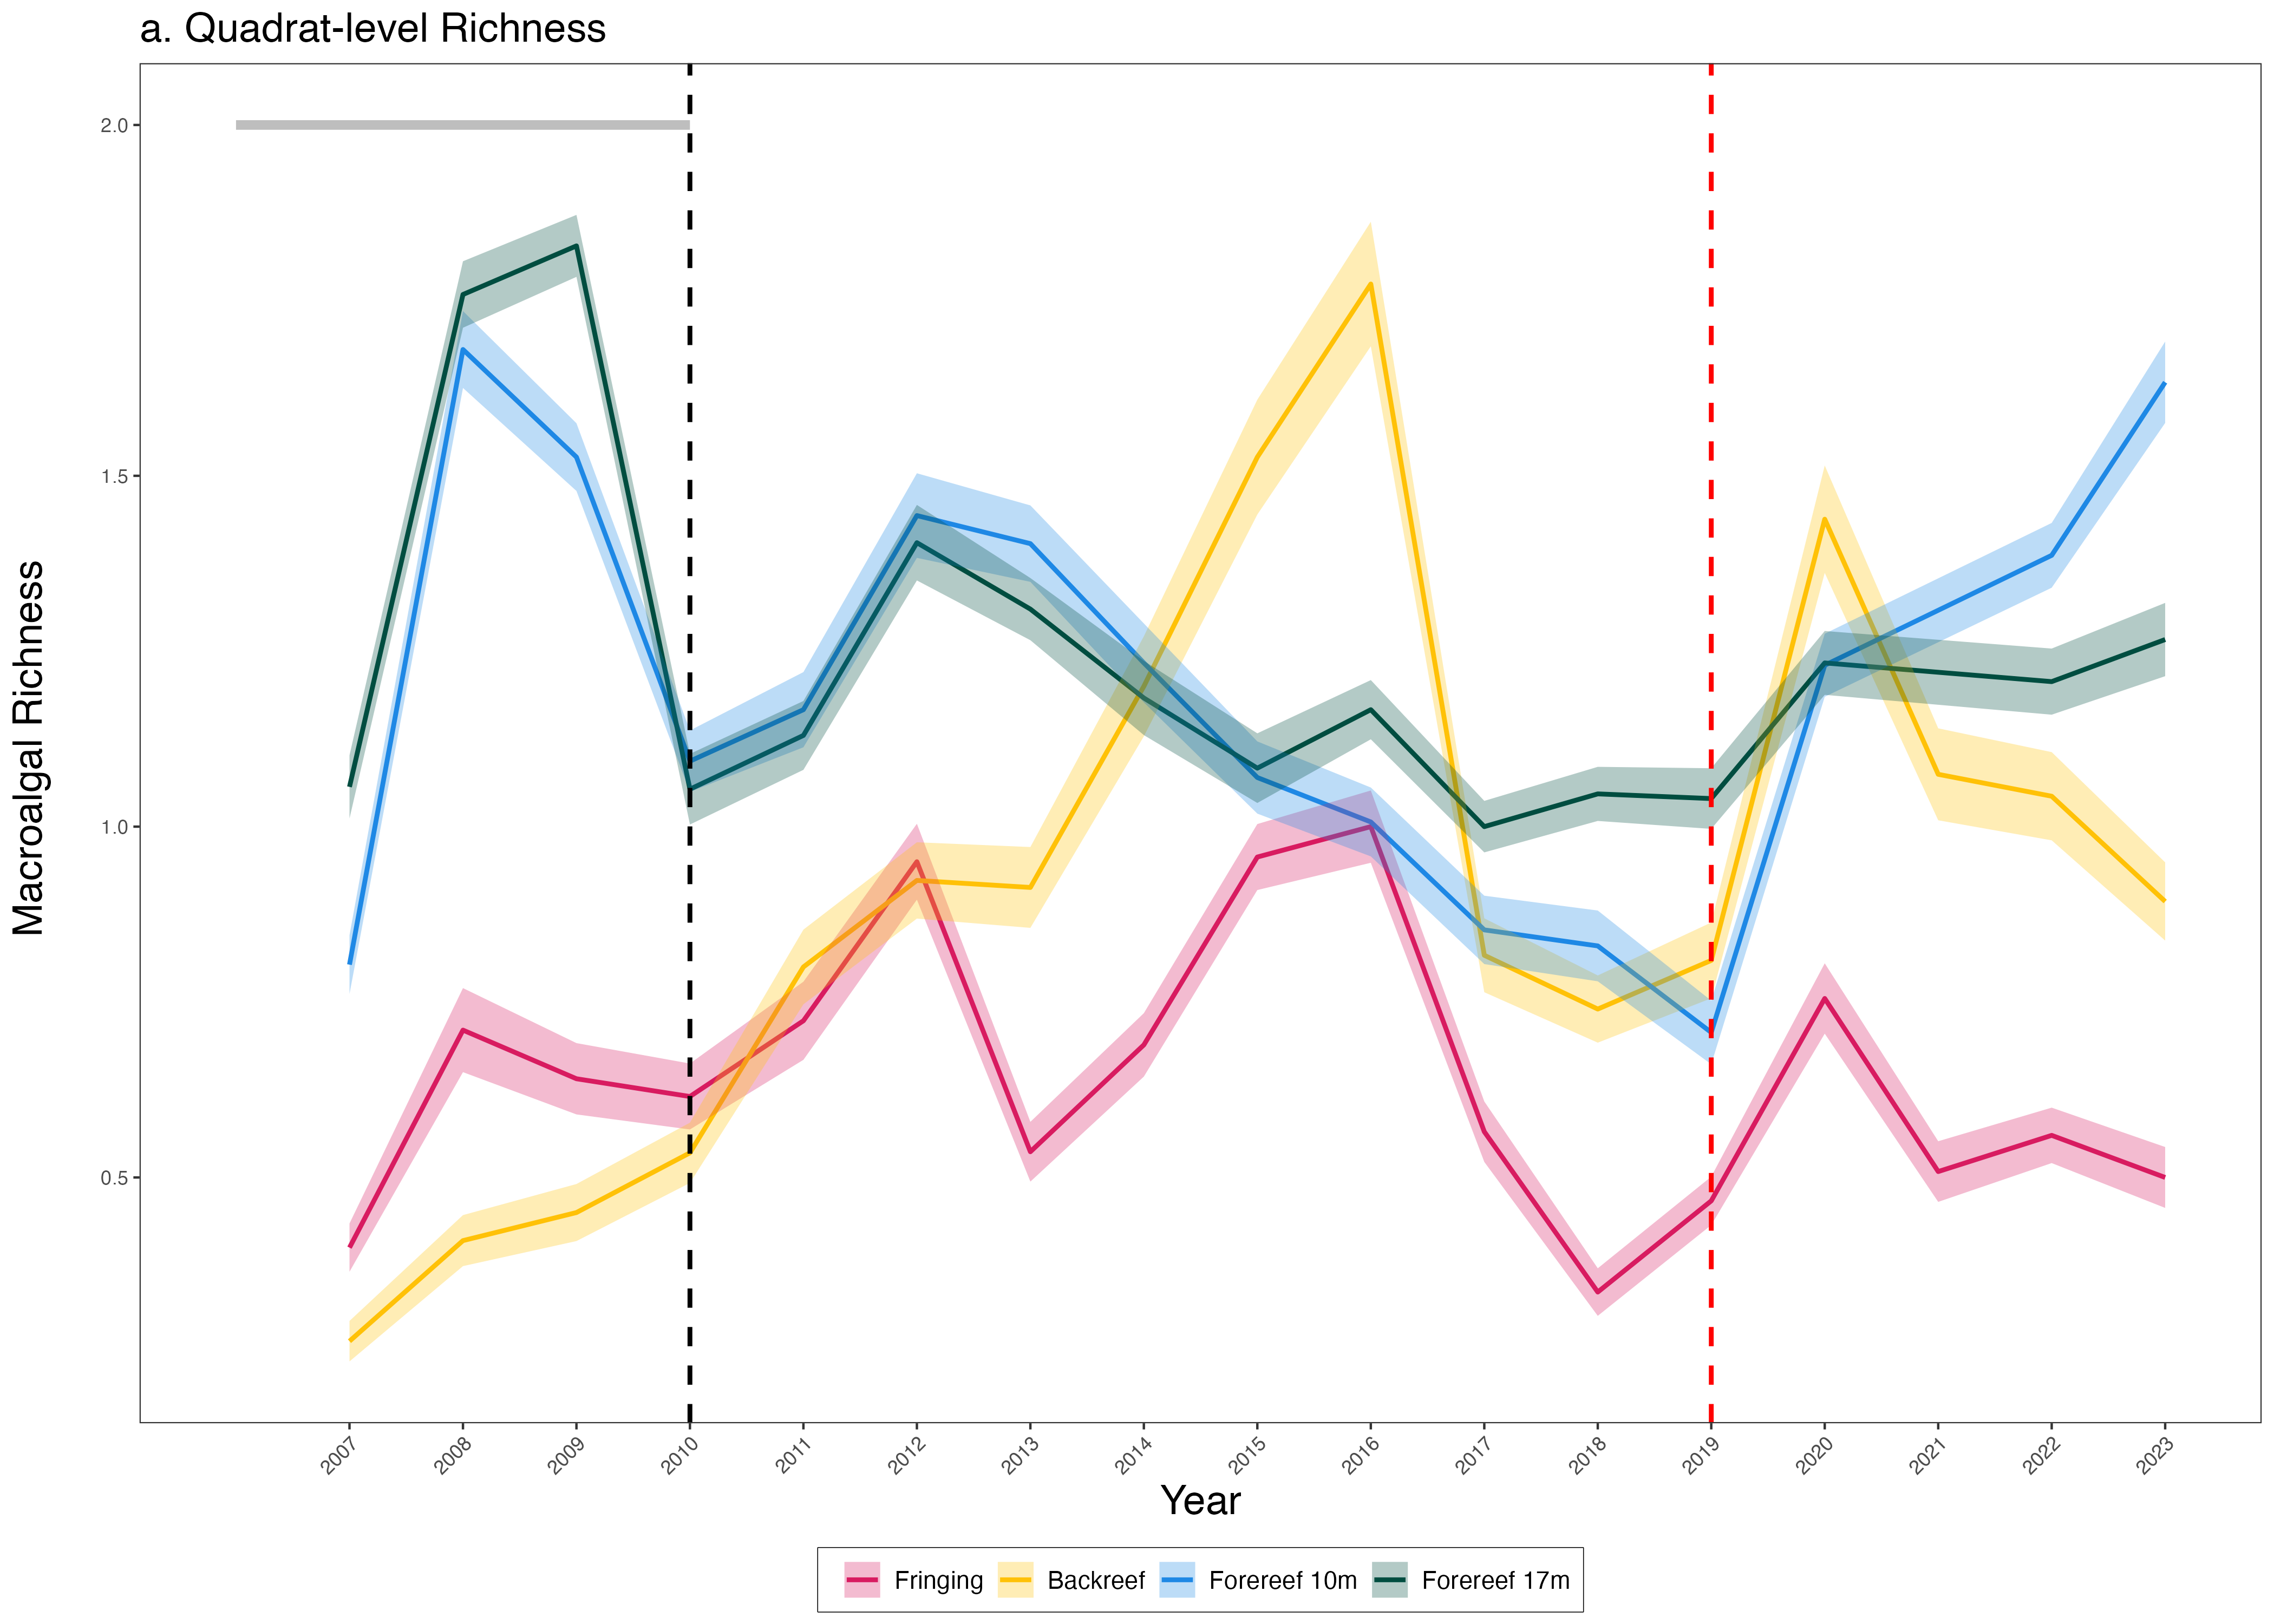 a. Quadrat-level Richness
Macroalgal Richness
2.0
1.5
1.0
0.5
2007 2008 2009 2010 2011 2012 2013 2014 2015 2016 2017 2018 2019 2020 2021 2022 2023
Year
Fringing Backreef Forereef 10m Forereef 17m